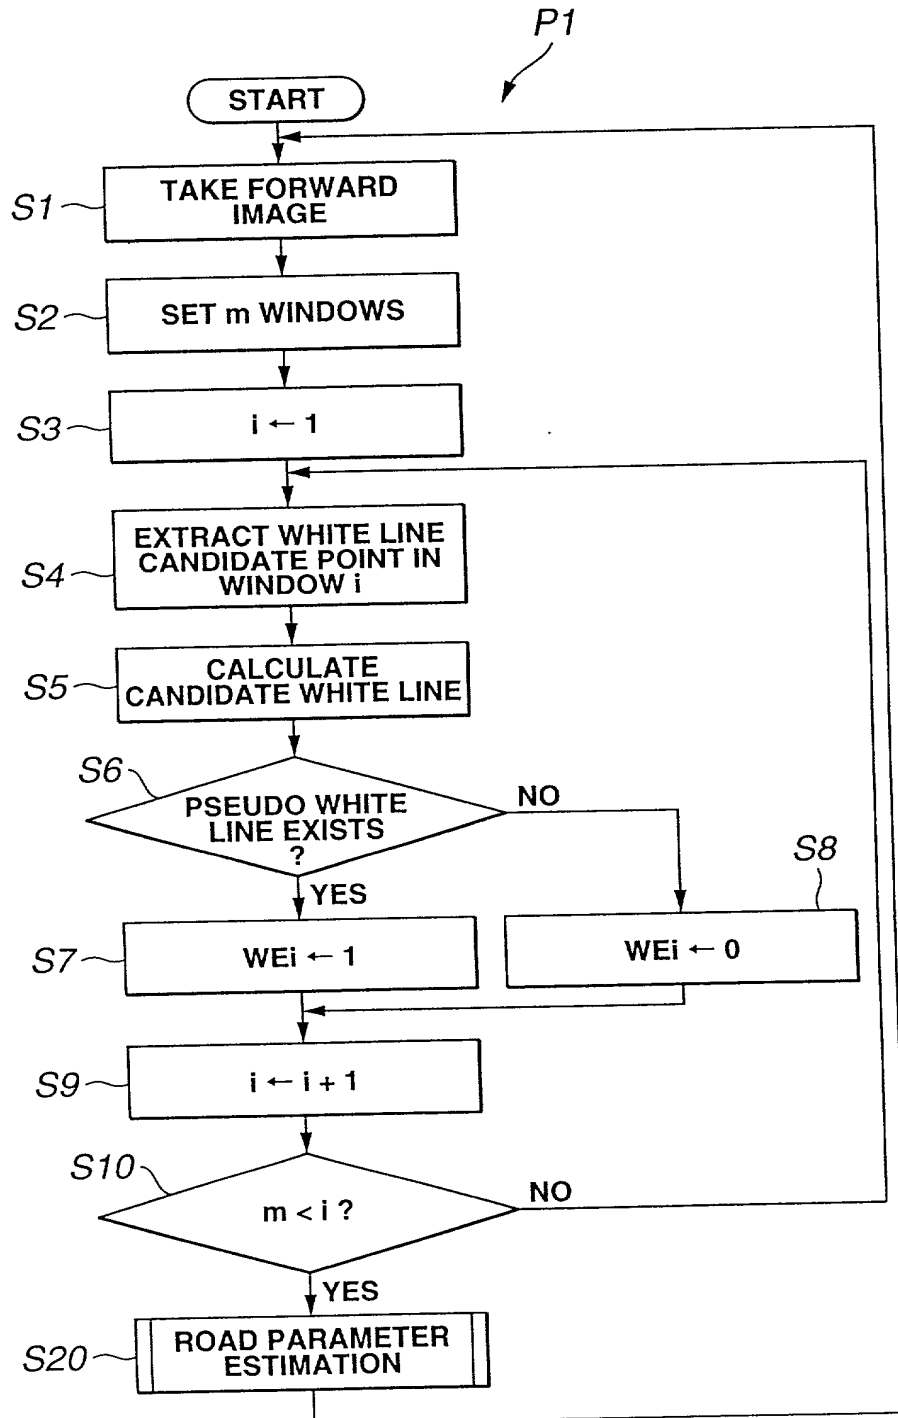 P1
START
S1
TAKE FORWARD
IMAGE
S2
SET m WINDOWS
S3
i ← 1
S4
EXTRACT WHITE LINE
CANDIDATE POINT IN
WINDOW i
S5
CALCULATE
CANDIDATE WHITE LINE
S6
PSEUDO WHITE
LINE EXISTS
?
NO
YES
S7
WEi ← 1
S8
WEi ← 0
S9
i ← i + 1
S10
m < i ?
NO
YES
S20
ROAD PARAMETER
ESTIMATION